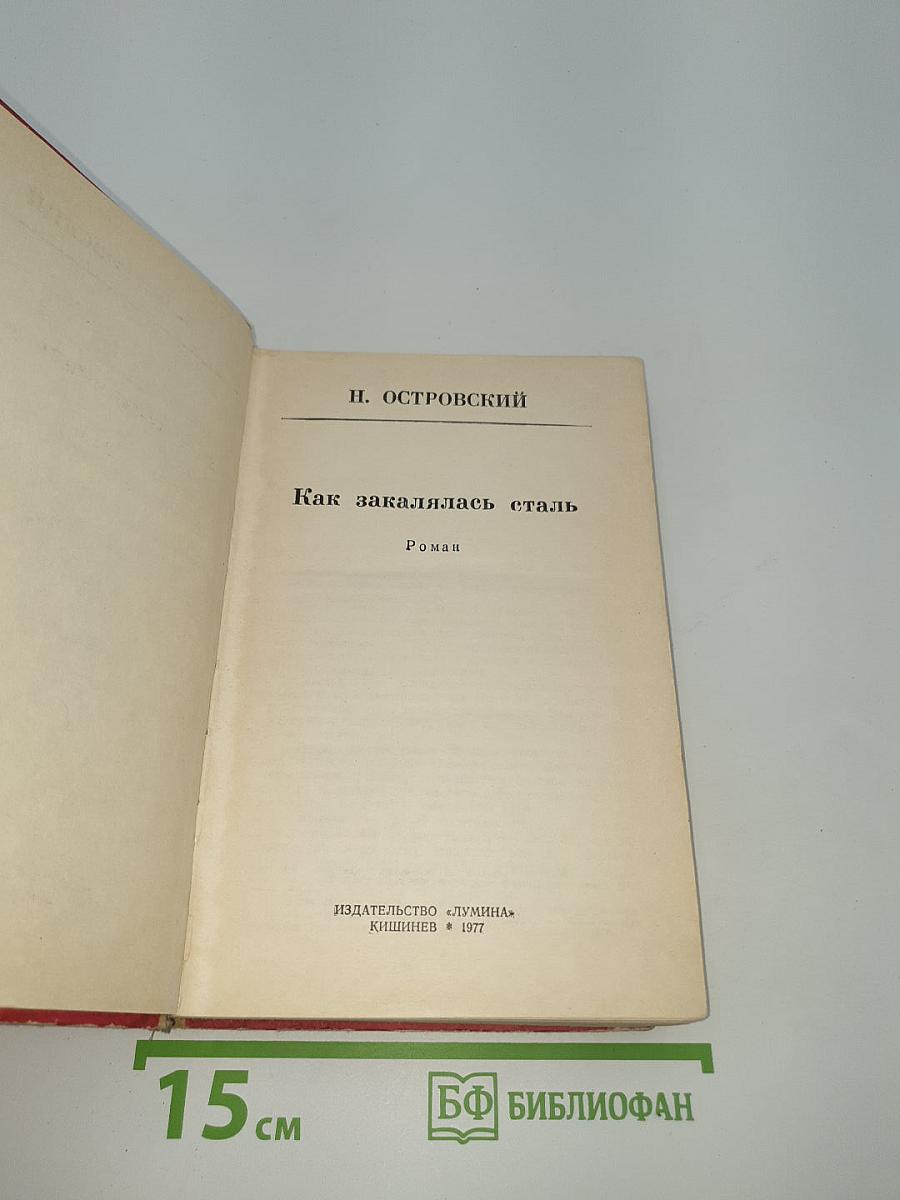 Н. ОСТРОВСКИЙ
Как закалялась сталь
Роман
ИЗДАТЕЛЬСТВО «ЛУМИНА»
КИШИНЕВ * 1977
15 см
БФ БИБЛИОФАН